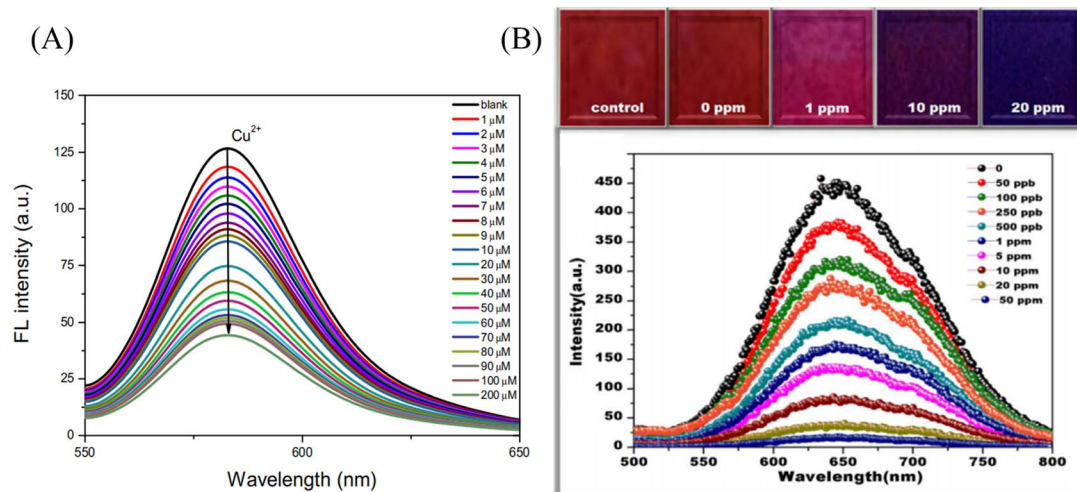 (A)
150
125
100
75
50
25
0
FL intensity (a.u.)
550
600
650
Wavelength (nm)
Cu²⁺
blank
1 μM
2 μM
3 μM
4 μM
5 μM
6 μM
7 μM
8 μM
9 μM
10 μM
20 μM
30 μM
40 μM
50 μM
60 μM
70 μM
80 μM
90 μM
100 μM
200 μM
(B)
control
0 ppm
1 ppm
10 ppm
20 ppm
450
400
350
300
250
200
150
100
50
0
Intensity(a.u.)
500
550
600
650
700
750
800
Wavelength(nm)
0
50 ppb
100 ppb
250 ppb
500 ppb
1 ppm
5 ppm
10 ppm
20 ppm
50 ppm